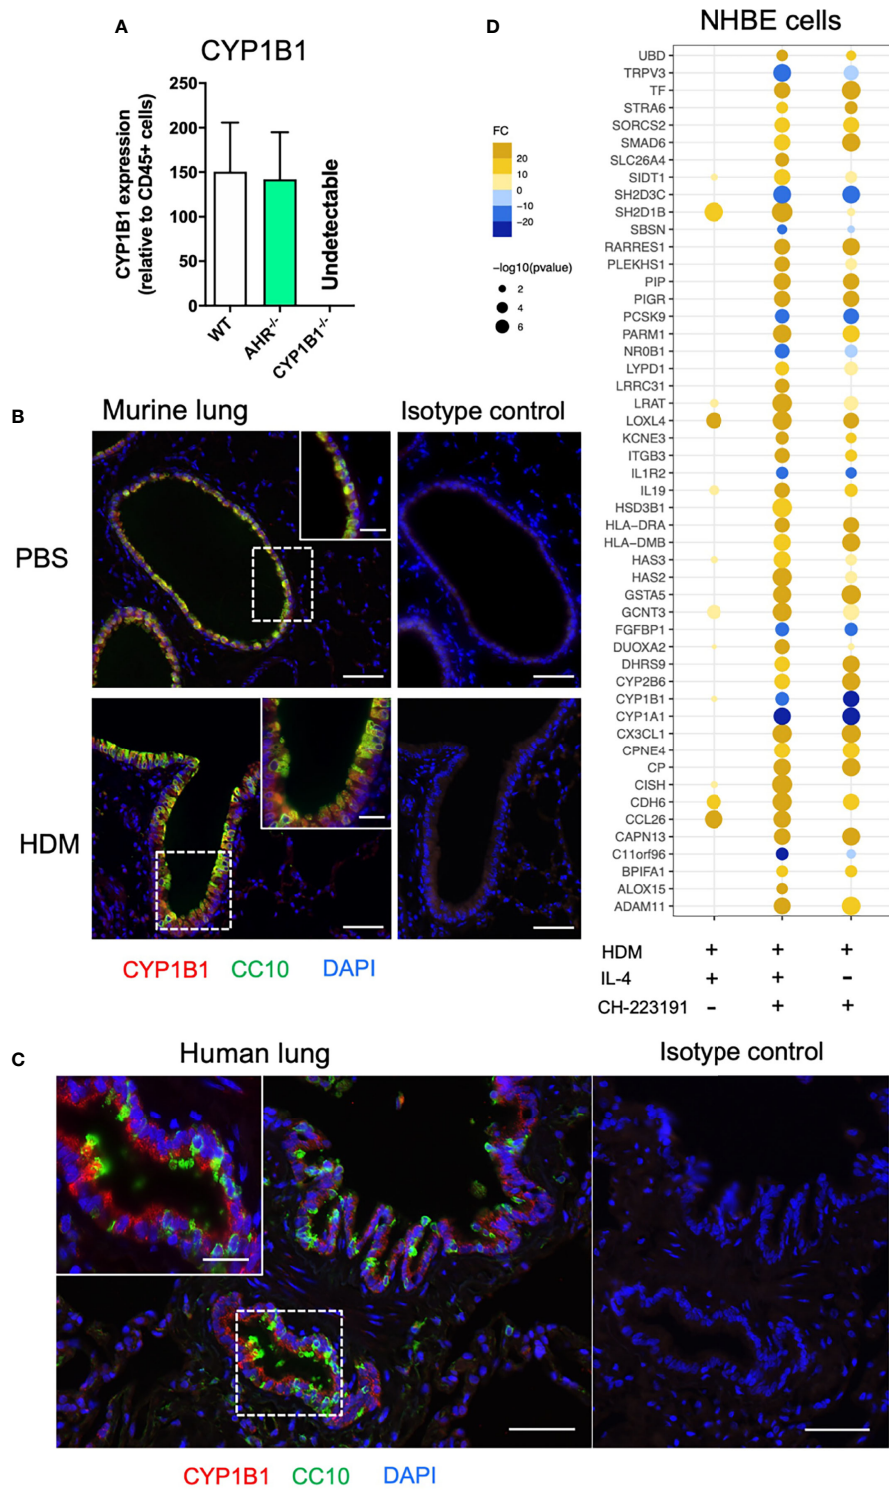 A
CYP1B1
CYP1B1 expression
(relative to CD45+ cells)
250
200
150
100
50
0
Undetectable
WT
AHR-/-
CYP1B1-/-
B
Murine lung
Isotype control
PBS
HDM
CYP1B1 CC10 DAPI
D
NHBE cells
FC
20
10
0
−10
−20
−log10(pvalue)
2
4
6
UBD
TRPV3
TF
STRA6
SORCS2
SMAD6
SLC26A4
SIDT1
SH2D3C
SH2D1B
SBSN
RARRES1
PLEKHS1
PIP
PIGR
PCSK9
PARM1
NR0B1
LYPD1
LRRC31
LRAT
LOXL4
KCNE3
ITGB3
IL1R2
IL19
HSD3B1
HLA−DRA
HLA−DMB
HAS3
HAS2
GSTA5
GCNT3
FGFBP1
DUOXA2
DHRS9
CYP2B6
CYP1B1
CYP1A1
CX3CL1
CPNE4
CP
CISH
CDH6
CCL26
CAPN13
C11orf96
BPIFA1
ALOX15
ADAM11
HDM + + +
IL-4 + + -
CH-223191 - + +
C
Human lung
Isotype control
CYP1B1 CC10 DAPI